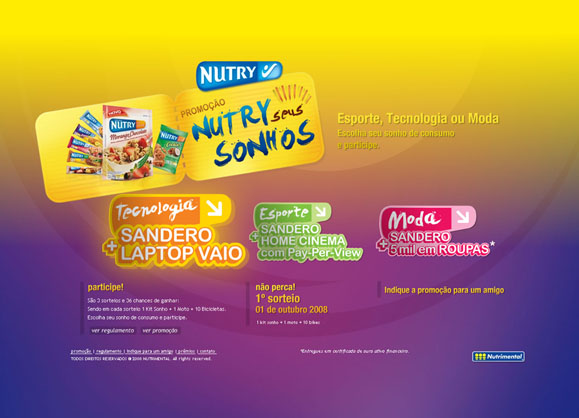 NUTRY
PROMOÇÃO
NUTRY seus
SONHOS
NUTRY
Esporte, Tecnologia ou Moda
Escolha seu sonho de consumo
e participe.
Tecnologia
+ SANDERO
LAPTOP VAIO
Esporte
+ SANDERO
HOME CINEMA
com Pay-Per-View
Moda
+ SANDERO
5 mil em ROUPAS*
participe!
São 3 sorteios e 36 chances de ganhar:
Sendo em cada sorteio 1 Kit Sonho + 1 Moto + 10 Bicicletas.
Escolha seu sonho de consumo e participe.
ver regulamento
ver promoção
não perca!
1º sorteio
01 de outubro 2008
1 kit sonho + 1 moto + 10 bikes
Indique a promoção para um amigo
promoção | regulamento | indique para um amigo | prêmios | contato
TODOS DIREITOS RESERVADOS © 2008 NUTRIMENTAL. All rights reserved.
*Entregues em certificado de ouro ativo financeiro.
Nutrimental